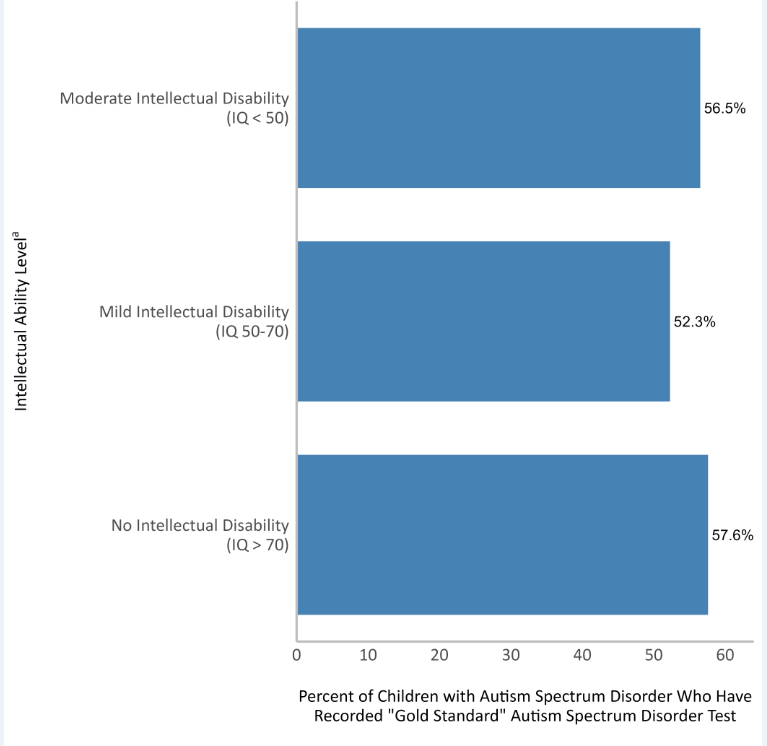 Moderate Intellectual Disability
(IQ < 50)
56.5%
Intellectual Ability Levelª
Mild Intellectual Disability
(IQ 50-70)
52.3%
No Intellectual Disability
(IQ > 70)
57.6%
0 10 20 30 40 50 60
Percent of Children with Autism Spectrum Disorder Who Have
Recorded "Gold Standard" Autism Spectrum Disorder Test